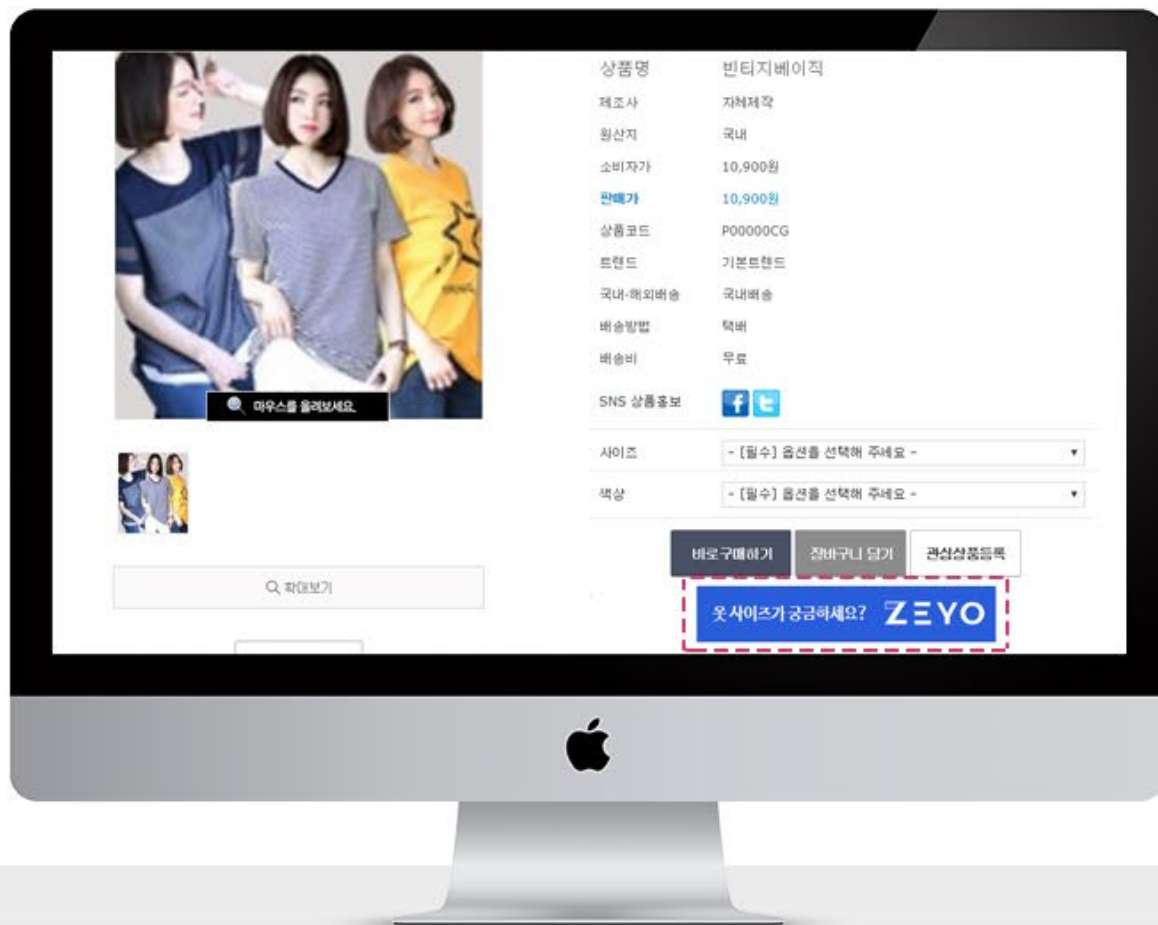 상품명 빈티지베이직
제조사 자체제작
원산지 국내
소비자가 10,900원
판매가 10,900원
상품코드 P00000CG
트렌드 기본트렌드
국내·해외배송 국내배송
배송방법 택배
배송비 무료
SNS 상품홍보
마우스를 올려보세요.
사이즈 - [필수] 옵션을 선택해 주세요 -
색상 - [필수] 옵션을 선택해 주세요 -
바로구매하기 장바구니 담기 관심상품등록
확대보기
옷 사이즈가 궁금하세요? ZEYO